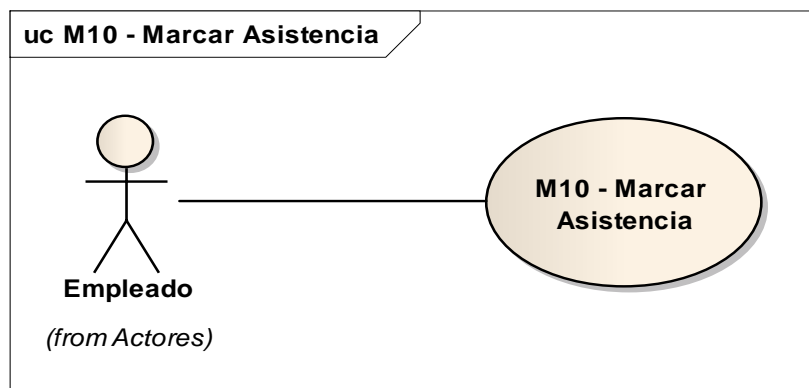 uc M10 - Marcar Asistencia
M10 - Marcar
Asistencia
Empleado
(from Actores)